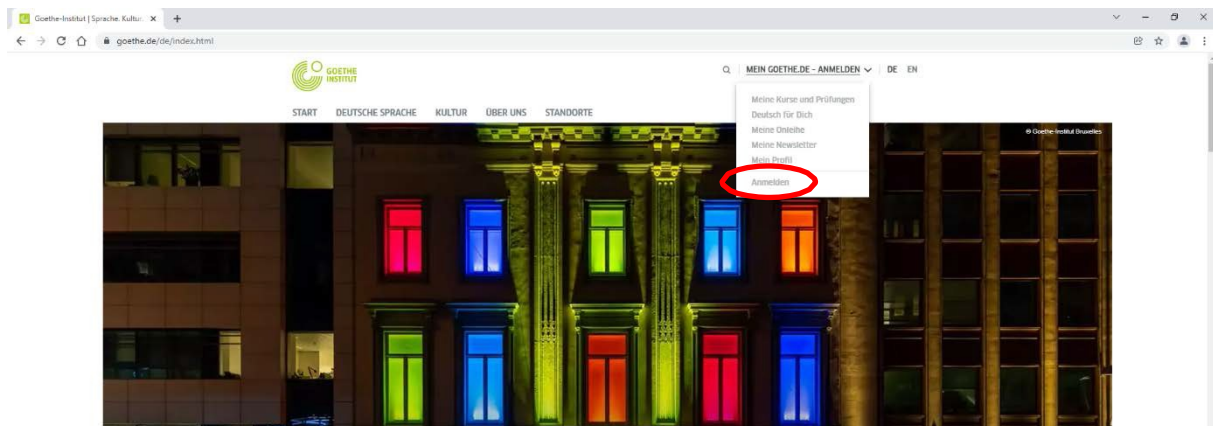 Goethe-Institut | Sprache. Kultur.
goethe.de/de/index.html
GOETHE
INSTITUT
MEIN GOETHE.DE – ANMELDEN DE EN
Meine Kurse und Prüfungen
Deutsch für Dich
Meine Onleihe
Meine Newsletter
Mein Profil
Anmelden
START DEUTSCHE SPRACHE KULTUR ÜBER UNS STANDORTE
© Goethe-Institut Bruxelles